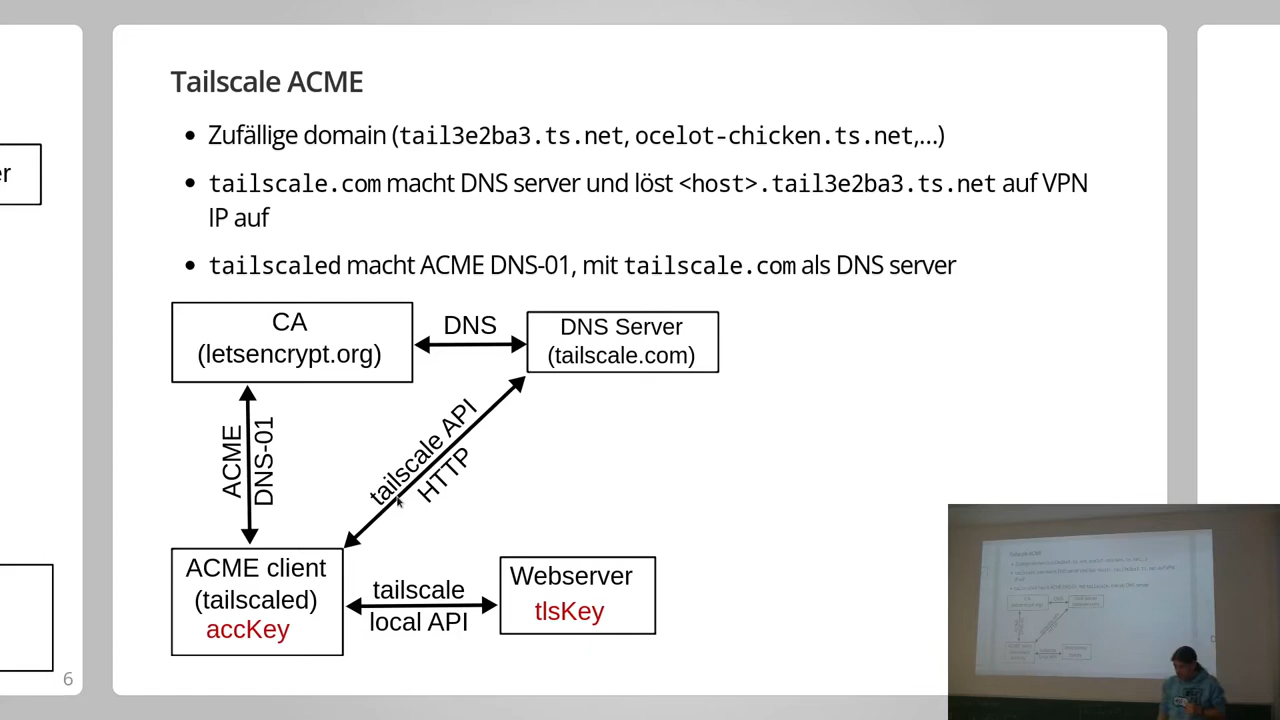 Tailscale ACME
• Zufällige domain (tail3e2ba3.ts.net, ocelot-chicken.ts.net,...)
• tailscale.com macht DNS server und löst <host>.tail3e2ba3.ts.net auf VPN
IP auf
• tailscaled macht ACME DNS-01, mit tailscale.com als DNS server
CA
(letsencrypt.org)
DNS
DNS Server
(tailscale.com)
ACME
DNS-01
tailscale API
HTTP
ACME client
(tailscaled)
accKey
tailscale
local API
Webserver
tlsKey
6